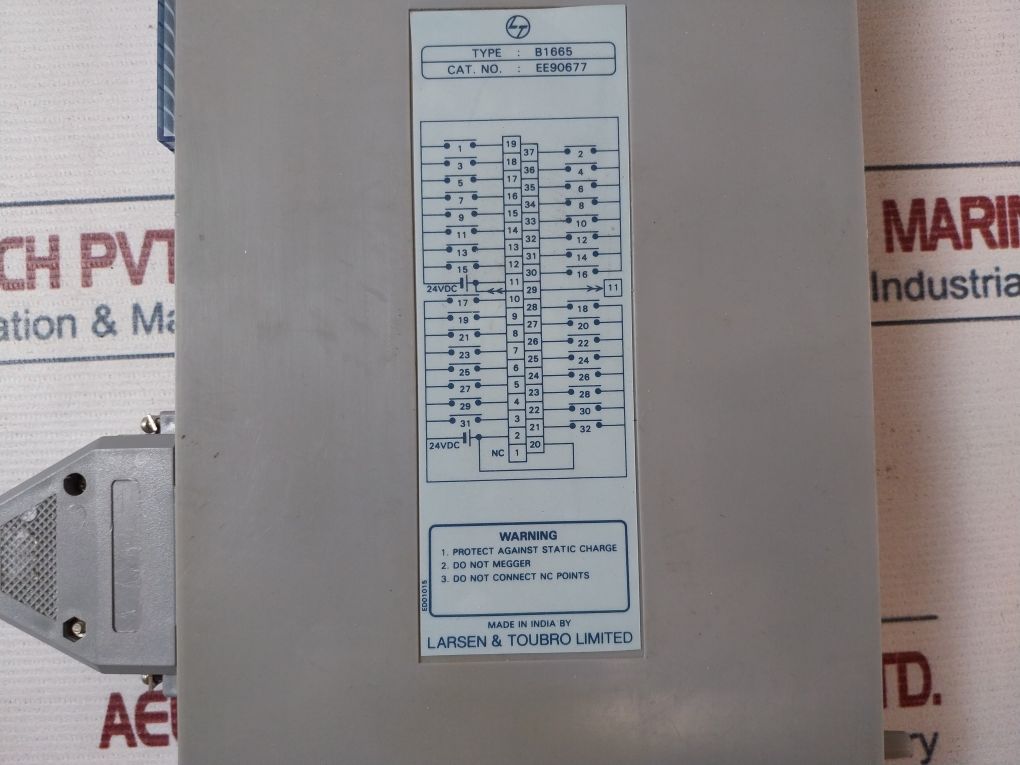 LT
TYPE : B1665
CAT. NO. : EE90677
1 19
37 2
3 18
36 4
5 17
35 6
7 16
34 8
9 15
33 10
11 14
32 12
13 13
31 14
15 12
30 16
24VDC 11
29 11
17 10
28 18
19 9
27 20
21 8
26 22
23 7
25 24
25 6
24 26
27 5
23 28
29 4
22 30
31 3
21 32
24VDC 2
20
NC 1
WARNING
1. PROTECT AGAINST STATIC CHARGE
2. DO NOT MEGGER
3. DO NOT CONNECT NC POINTS
ED01015
MADE IN INDIA BY
LARSEN & TOUBRO LIMITED
CH PVT
ation & Ma
MARIN
Industria
AE
TD.
ry